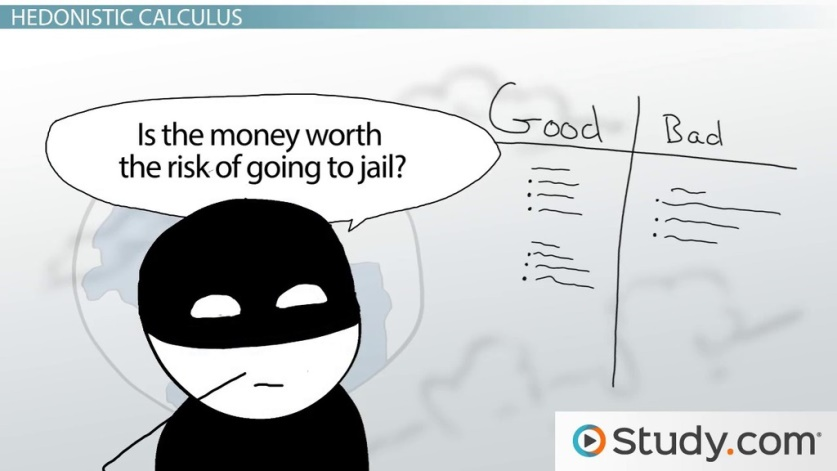 HEDONISTIC CALCULUS
Is the money worth
the risk of going to jail?
Good
Bad
Study.com®